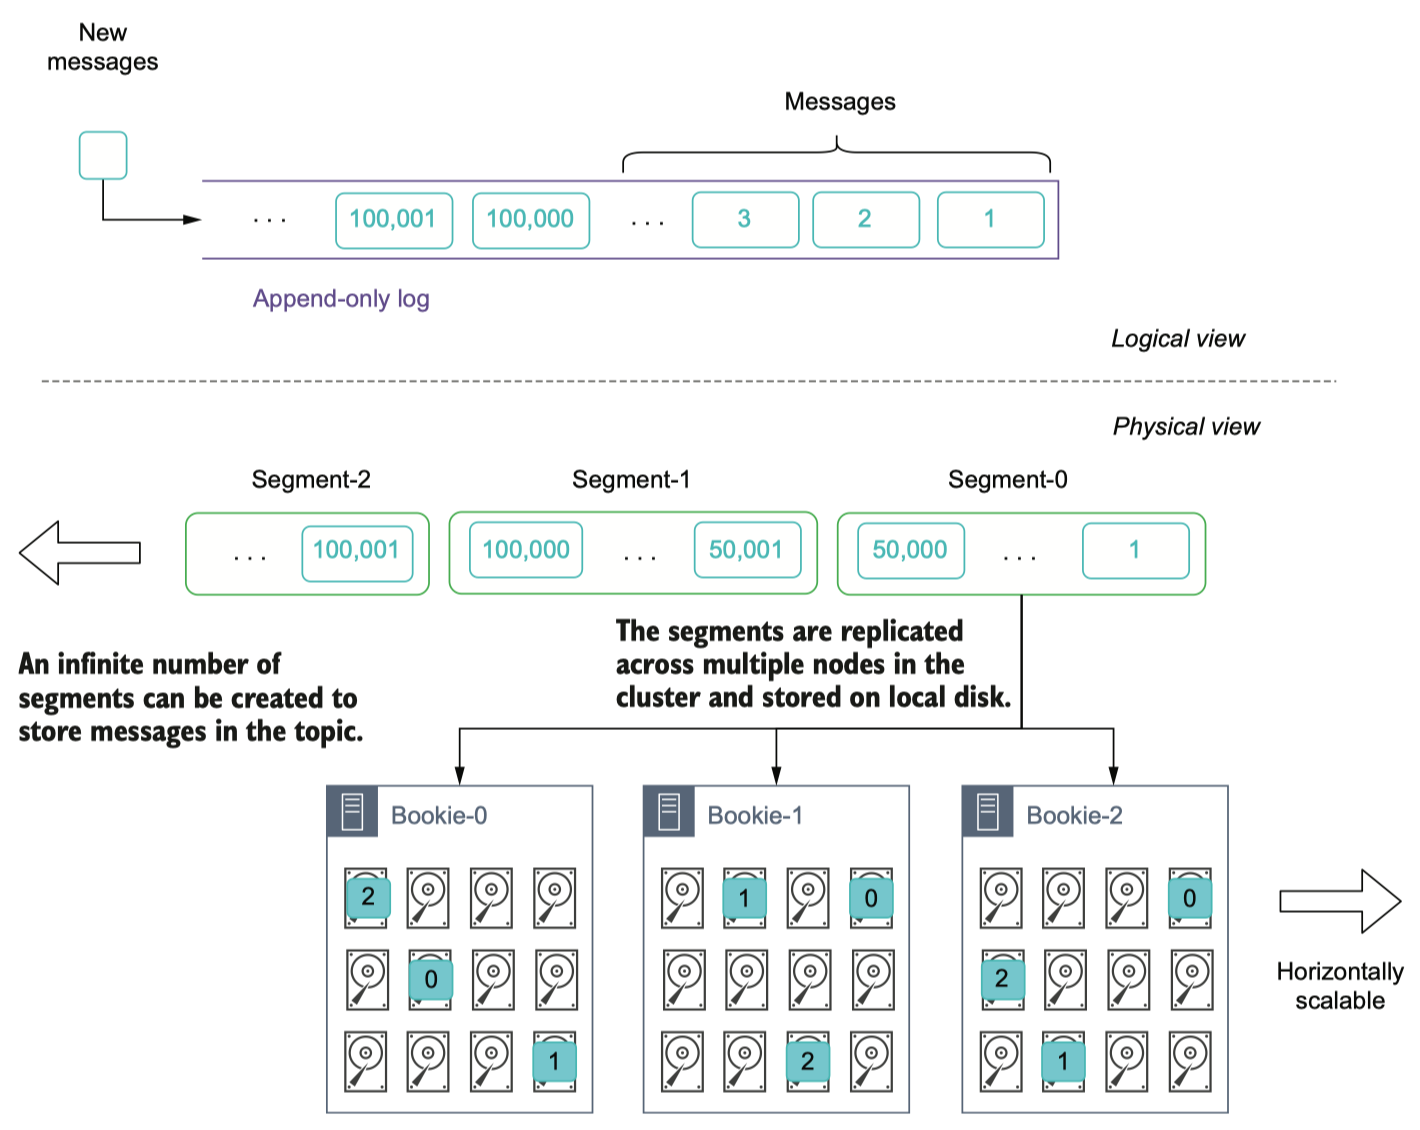 New
messages
Messages
... 100,001 100,000 ... 3 2 1
Append-only log
Logical view
Physical view
Segment-2 Segment-1 Segment-0
... 100,001 100,000 ... 50,001 50,000 ... 1
An infinite number of
segments can be created to
store messages in the topic.
The segments are replicated
across multiple nodes in the
cluster and stored on local disk.
Bookie-0
2
0
1
Bookie-1
1 0
2
Bookie-2
0
2
1
Horizontally
scalable